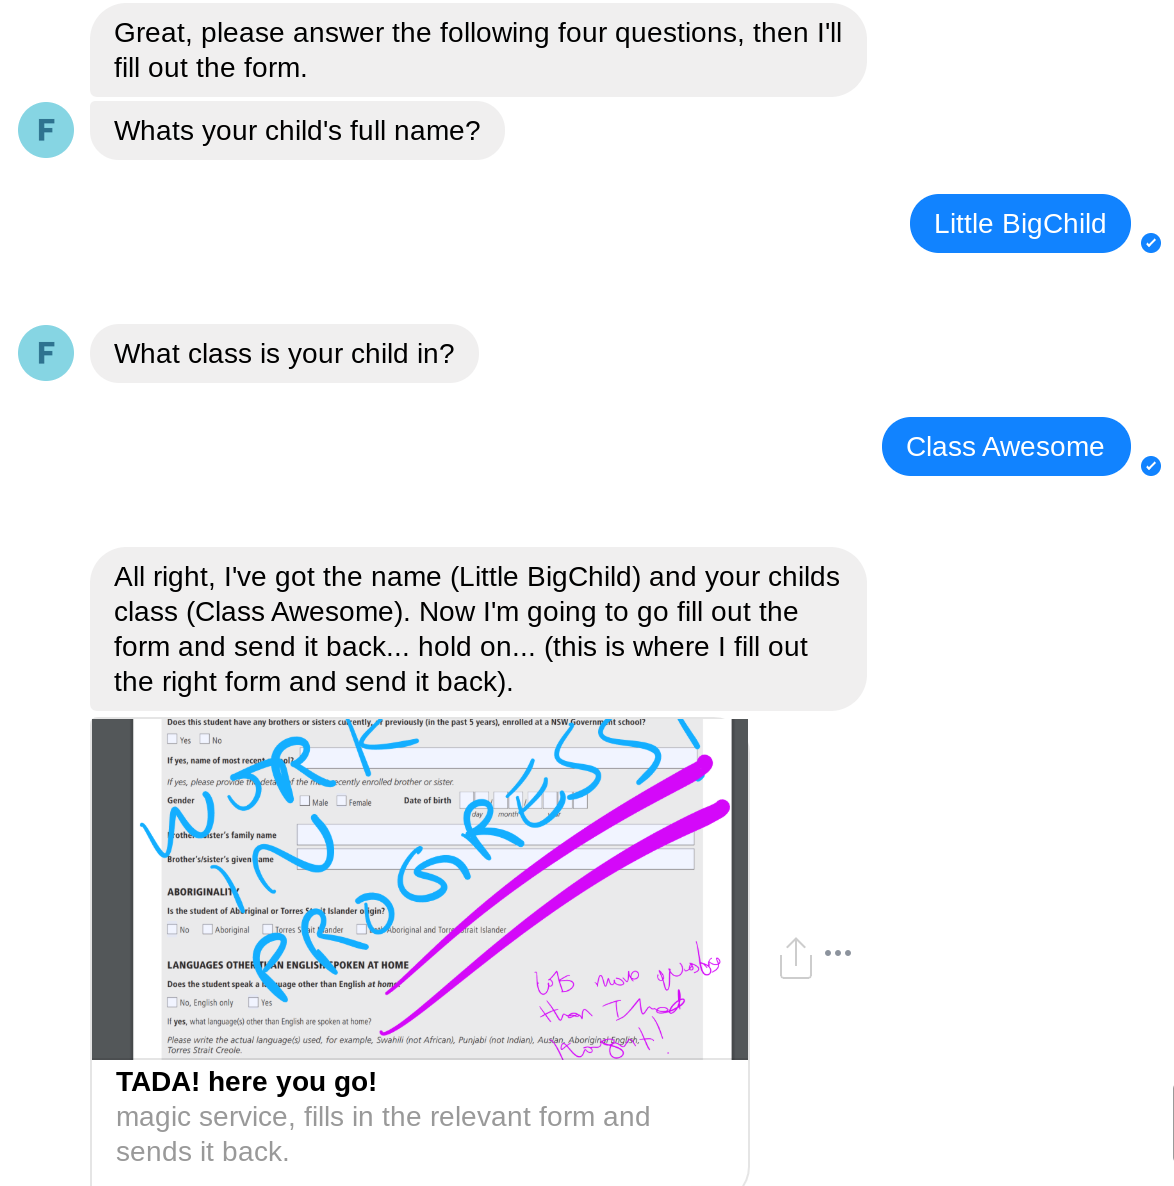 Great, please answer the following four questions, then I'll
fill out the form.
F
Whats your child's full name?
Little BigChild
F
What class is your child in?
Class Awesome
All right, I've got the name (Little BigChild) and your childs
class (Class Awesome). Now I'm going to go fill out the
form and send it back... hold on... (this is where I fill out
the right form and send it back).
Does this student have any brothers or sisters currently, or previously (in the past 5 years), enrolled at a NSW Government school?
Yes No
If yes, name of most recent school?
If yes, please provide the details of the most recently enrolled brother or sister.
Gender Male Female Date of birth / /
day month year
Brother's/sister's family name
Brother's/sister's given name
WORK
IN
PROGRESS!
ABORIGINALITY
Is the student of Aboriginal or Torres Strait Islander origin?
No Aboriginal Torres Strait Islander Both Aboriginal and Torres Strait Islander
LANGUAGES OTHER THAN ENGLISH SPOKEN AT HOME
Does the student speak a language other than English at home?
No, English only Yes
If yes, what language(s) other than English are spoken at home?
Please write the actual language(s) used, for example, Swahili (not African), Punjabi (not Indian), Auslan, Aboriginal English,
Torres Strait Creole.
more
than I had
thought!
TADA! here you go!
magic service, fills in the relevant form and
sends it back.